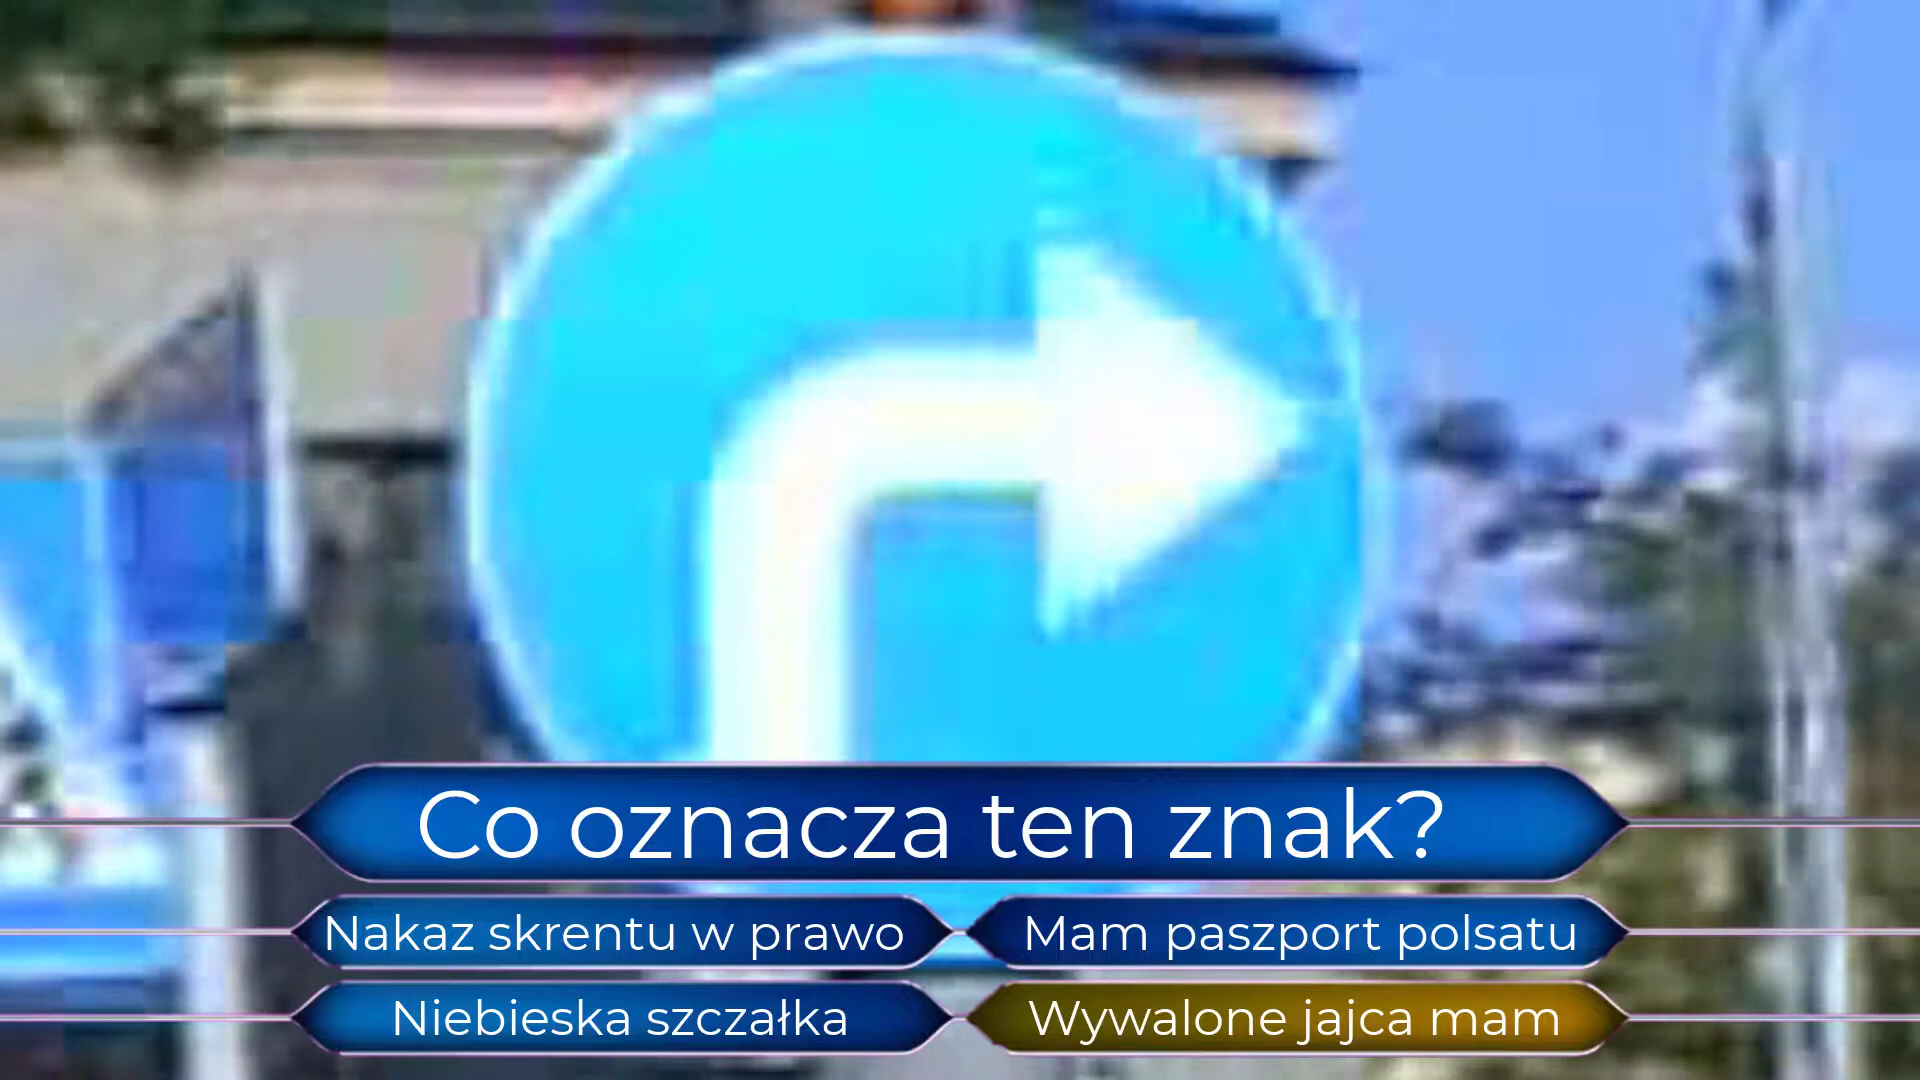 Co oznacza ten znak?
Nakaz skrentu w prawo
Mam paszport polsatu
Niebieska szczałka
Wywalone jajca mam